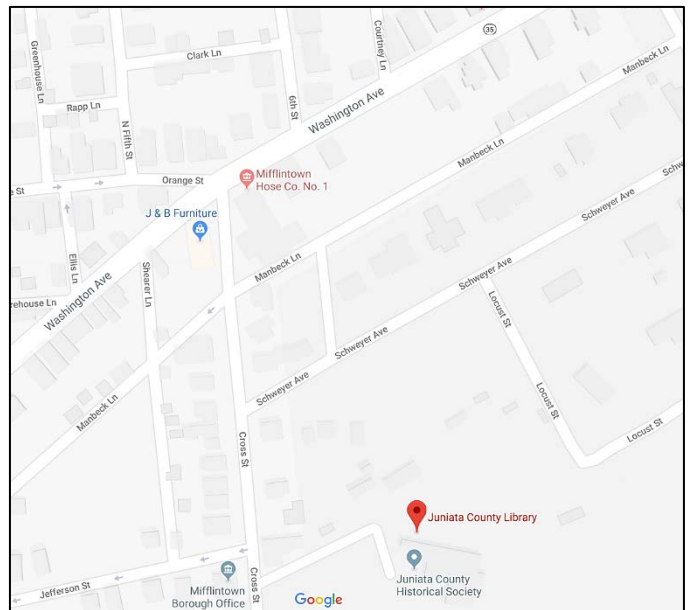 Greenhouse Ln
Clark Ln
Courtney Ln
35
Manbeck Ln
Rapp Ln
N Fifth St
6th St
Washington Ave
Manbeck Ln
Schweyer Ave
e St
Orange St
Mifflintown
Hose Co. No. 1
J & B Furniture
Ellis Ln
Shearer Ln
Manbeck Ln
Schweyer Ave
rehouse Ln
Washington Ave
Locust St
Schweyer Ave
Schweyer Ave
Manbeck Ln
Cross St
Locust St
Locust St
Juniata County Library
Jefferson St
Mifflintown
Borough Office
Cross St
Google
Juniata County
Historical Society